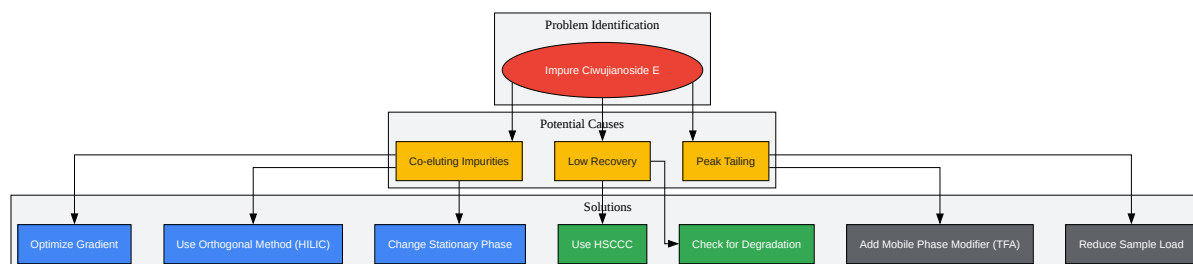 Problem Identification
Impure Ciwujianoside E
Potential Causes
Co-eluting Impurities
Low Recovery
Peak Tailing
Solutions
Optimize Gradient
Use Orthogonal Method (HILIC)
Change Stationary Phase
Use HSCCC
Check for Degradation
Add Mobile Phase Modifier (TFA)
Reduce Sample Load